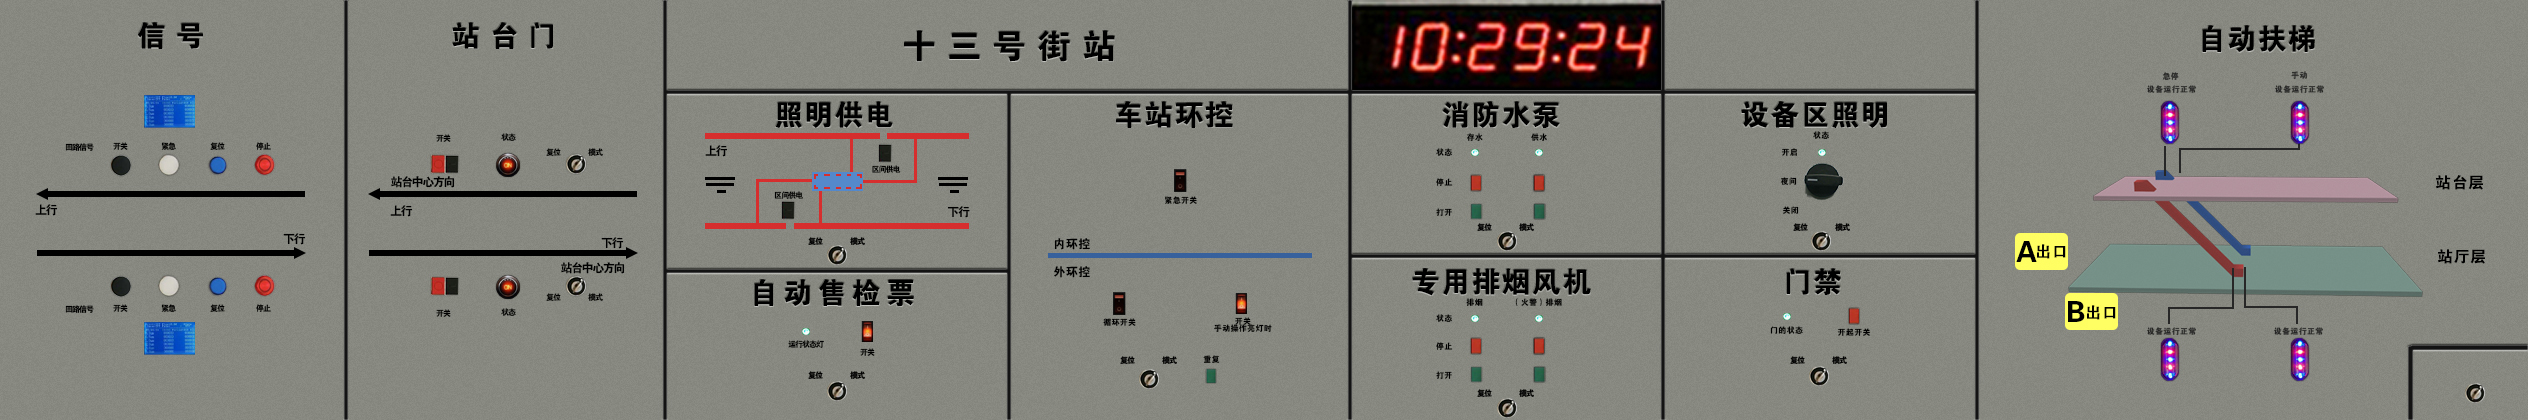 信号
回路信号 开关 紧急 复位 停止
上行
下行
回路信号 开关 紧急 复位 停止
站台门
开关 状态 复位 模式
站台中心方向
上行
下行
站台中心方向
开关 状态 复位 模式
十三号街站
10:29:24
照明供电
上行
区间供电
区间供电
下行
复位 模式
自动售检票
运行状态灯 开关
复位 模式
车站环控
紧急开关
内环控
外环控
循环开关
开关
手动操作亮灯时
复位 模式 重复
消防水泵
存水 供水
状态
停止
打开
复位 模式
专用排烟风机
排烟 （火警）排烟
状态
停止
打开
复位 模式
设备区照明
状态
开启
夜间
关闭
复位 模式
门禁
门的状态 开起开关
复位 模式
自动扶梯
急停 手动
设备运行正常 设备运行正常
站台层
A出口
站厅层
B出口
设备运行正常 设备运行正常